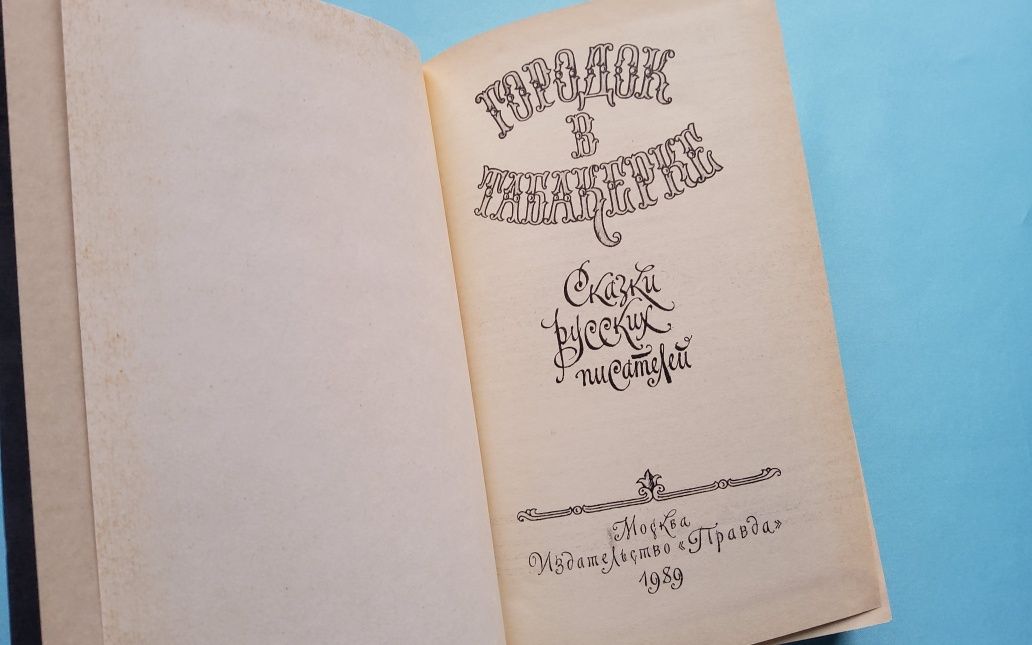 ГОРОДОК
В
ТАБАКЕРКЕ
Сказки
русских
писателей
Москва
Издательство «Правда»
1989